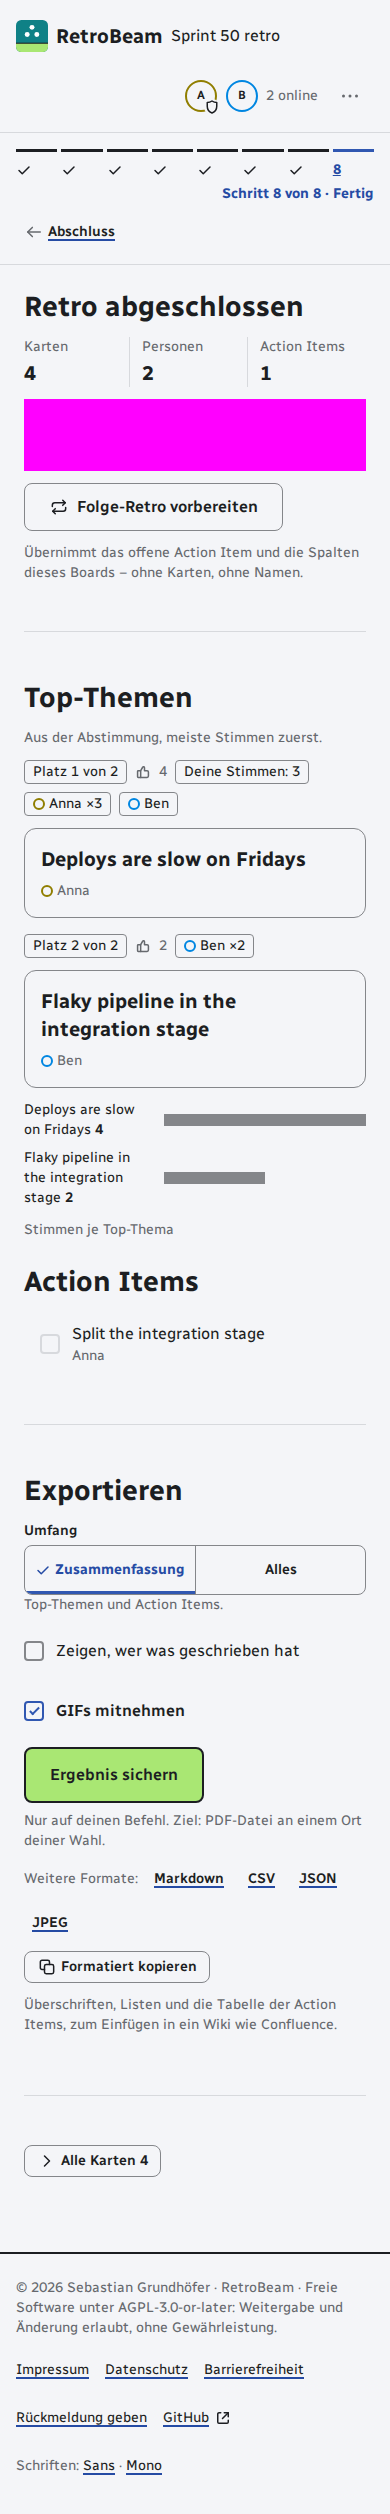 RetroBeam Sprint 50 retro
A B 2 online
8
Schritt 8 von 8 · Fertig
Abschluss
Retro abgeschlossen
Karten Personen Action Items
4 2 1
Folge-Retro vorbereiten
Übernimmt das offene Action Item und die Spalten
dieses Boards – ohne Karten, ohne Namen.
Top-Themen
Aus der Abstimmung, meiste Stimmen zuerst.
Platz 1 von 2 4 Deine Stimmen: 3
Anna ×3 Ben
Deploys are slow on Fridays
Anna
Platz 2 von 2 2 Ben ×2
Flaky pipeline in the
integration stage
Ben
Deploys are slow
on Fridays 4
Flaky pipeline in
the integration
stage 2
Stimmen je Top-Thema
Action Items
Split the integration stage
Anna
Exportieren
Umfang
Zusammenfassung Alles
Top-Themen und Action Items.
Zeigen, wer was geschrieben hat
GIFs mitnehmen
Ergebnis sichern
Nur auf deinen Befehl. Ziel: PDF-Datei an einem Ort
deiner Wahl.
Weitere Formate: Markdown CSV JSON
JPEG
Formatiert kopieren
Überschriften, Listen und die Tabelle der Action
Items, zum Einfügen in ein Wiki wie Confluence.
Alle Karten 4
© 2026 Sebastian Grundhöfer · RetroBeam · Freie
Software unter AGPL-3.0-or-later: Weitergabe und
Änderung erlaubt, ohne Gewährleistung.
Impressum Datenschutz Barrierefreiheit
Rückmeldung geben GitHub
Schriften: Sans · Mono